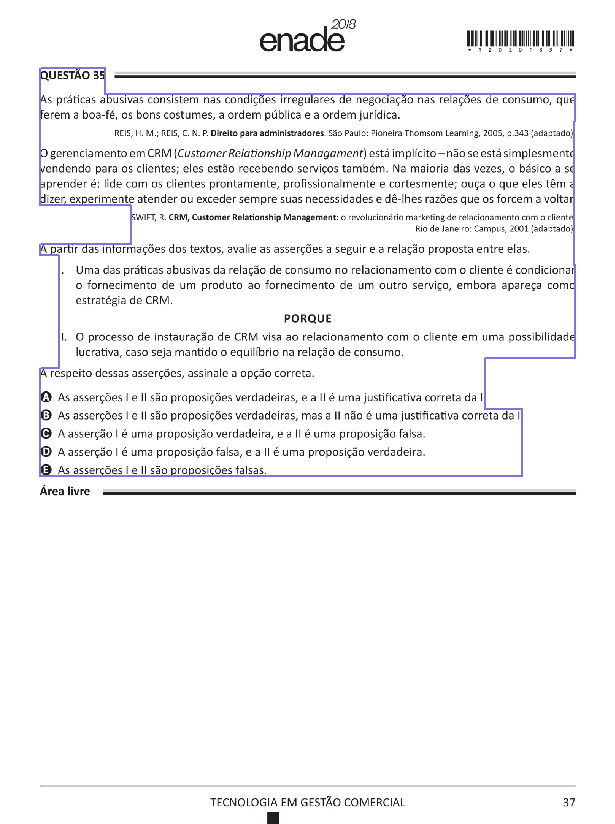 enade2018
*R2020183 7*
QUESTÃO 35
As práticas abusivas consistem nas condições irregulares de negociação nas relações de consumo, que
ferem a boa-fé, os bons costumes, a ordem pública e a ordem jurídica.
REIS, H. M.; REIS, C. N. P. Direito para administradores. São Paulo: Pioneira Thomsom Learning, 2005, p.343 (adaptado)
O gerenciamento em CRM (Customer Relationship Managament) está implícito – não se está simplesmente
vendendo para os clientes; eles estão recebendo serviços também. Na maioria das vezes, o básico a se
aprender é: lide com os clientes prontamente, profissionalmente e cortesmente; ouça o que eles têm a
dizer, experimente atender ou exceder sempre suas necessidades e dê-lhes razões que os forcem a voltar
SWIFT, R. CRM, Customer Relationship Management: o revolucionário marketing de relacionamento com o cliente
Rio de Janeiro: Campus, 2001 (adaptado)
A partir das informações dos textos, avalie as asserções a seguir e a relação proposta entre elas.
I. Uma das práticas abusivas da relação de consumo no relacionamento com o cliente é condicionar
o fornecimento de um produto ao fornecimento de um outro serviço, embora apareça como
estratégia de CRM.
PORQUE
II. O processo de instauração de CRM visa ao relacionamento com o cliente em uma possibilidade
lucrativa, caso seja mantido o equilíbrio na relação de consumo.
A respeito dessas asserções, assinale a opção correta.
A As asserções I e II são proposições verdadeiras, e a II é uma justificativa correta da I
B As asserções I e II são proposições verdadeiras, mas a II não é uma justificativa correta da I
C A asserção I é uma proposição verdadeira, e a II é uma proposição falsa.
D A asserção I é uma proposição falsa, e a II é uma proposição verdadeira.
E As asserções I e II são proposições falsas.
Área livre
TECNOLOGIA EM GESTÃO COMERCIAL 37